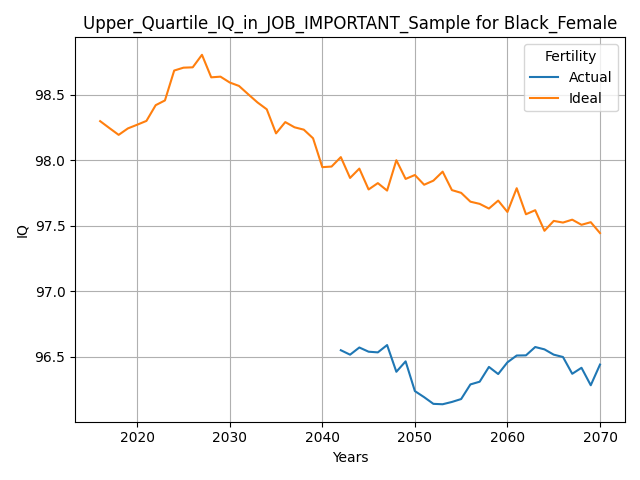 Upper_Quartile_IQ_in_JOB_IMPORTANT_Sample for Black_Female
Fertility
Actual
Ideal
98.5
98.0
97.5
97.0
96.5
IQ
2020 2030 2040 2050 2060 2070
Years